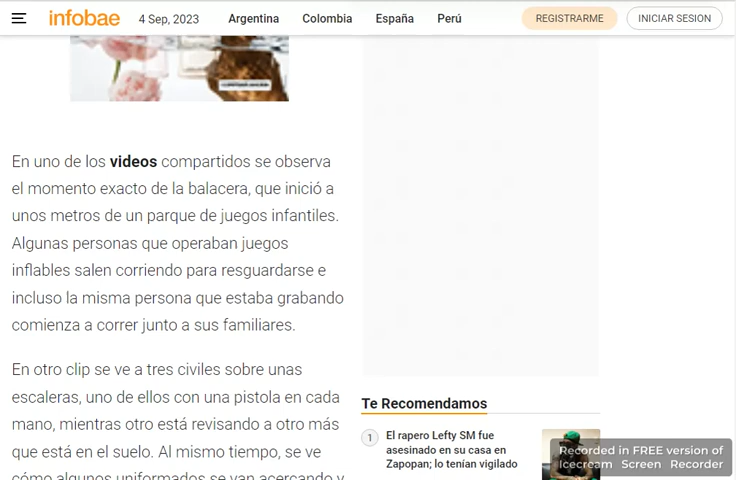 infobae 4 Sep, 2023 Argentina Colombia España Perú REGISTRARME INICIAR SESION
En uno de los videos compartidos se observa
el momento exacto de la balacera, que inició a
unos metros de un parque de juegos infantiles.
Algunas personas que operaban juegos
inflables salen corriendo para resguardarse e
incluso la misma persona que estaba grabando
comienza a correr junto a sus familiares.
En otro clip se ve a tres civiles sobre unas
escaleras, uno de ellos con una pistola en cada
mano, mientras otro está revisando a otro más
que está en el suelo. Al mismo tiempo, se ve
cómo algunos uniformados se van acercando y
Te Recomendamos
1 El rapero Lefty SM fue
asesinado en su casa en
Zapopan; lo tenían vigilado
Recorded in FREE version of
Icecream Screen Recorder